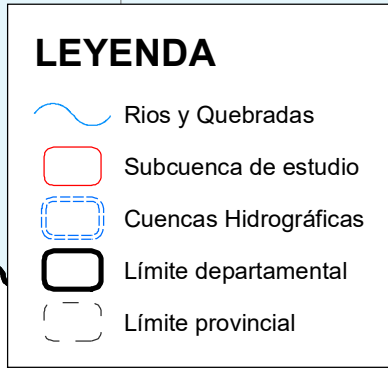 LEYENDA
Rios y Quebradas
Subcuenca de estudio
Cuencas Hidrográficas
Límite departamental
Límite provincial